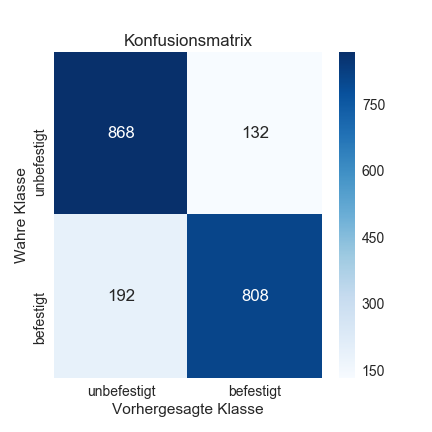 Konfusionsmatrix
868 132
192 808
unbefestigt
befestigt
Wahre Klasse
unbefestigt befestigt
Vorhergesagte Klasse
750
600
450
300
150